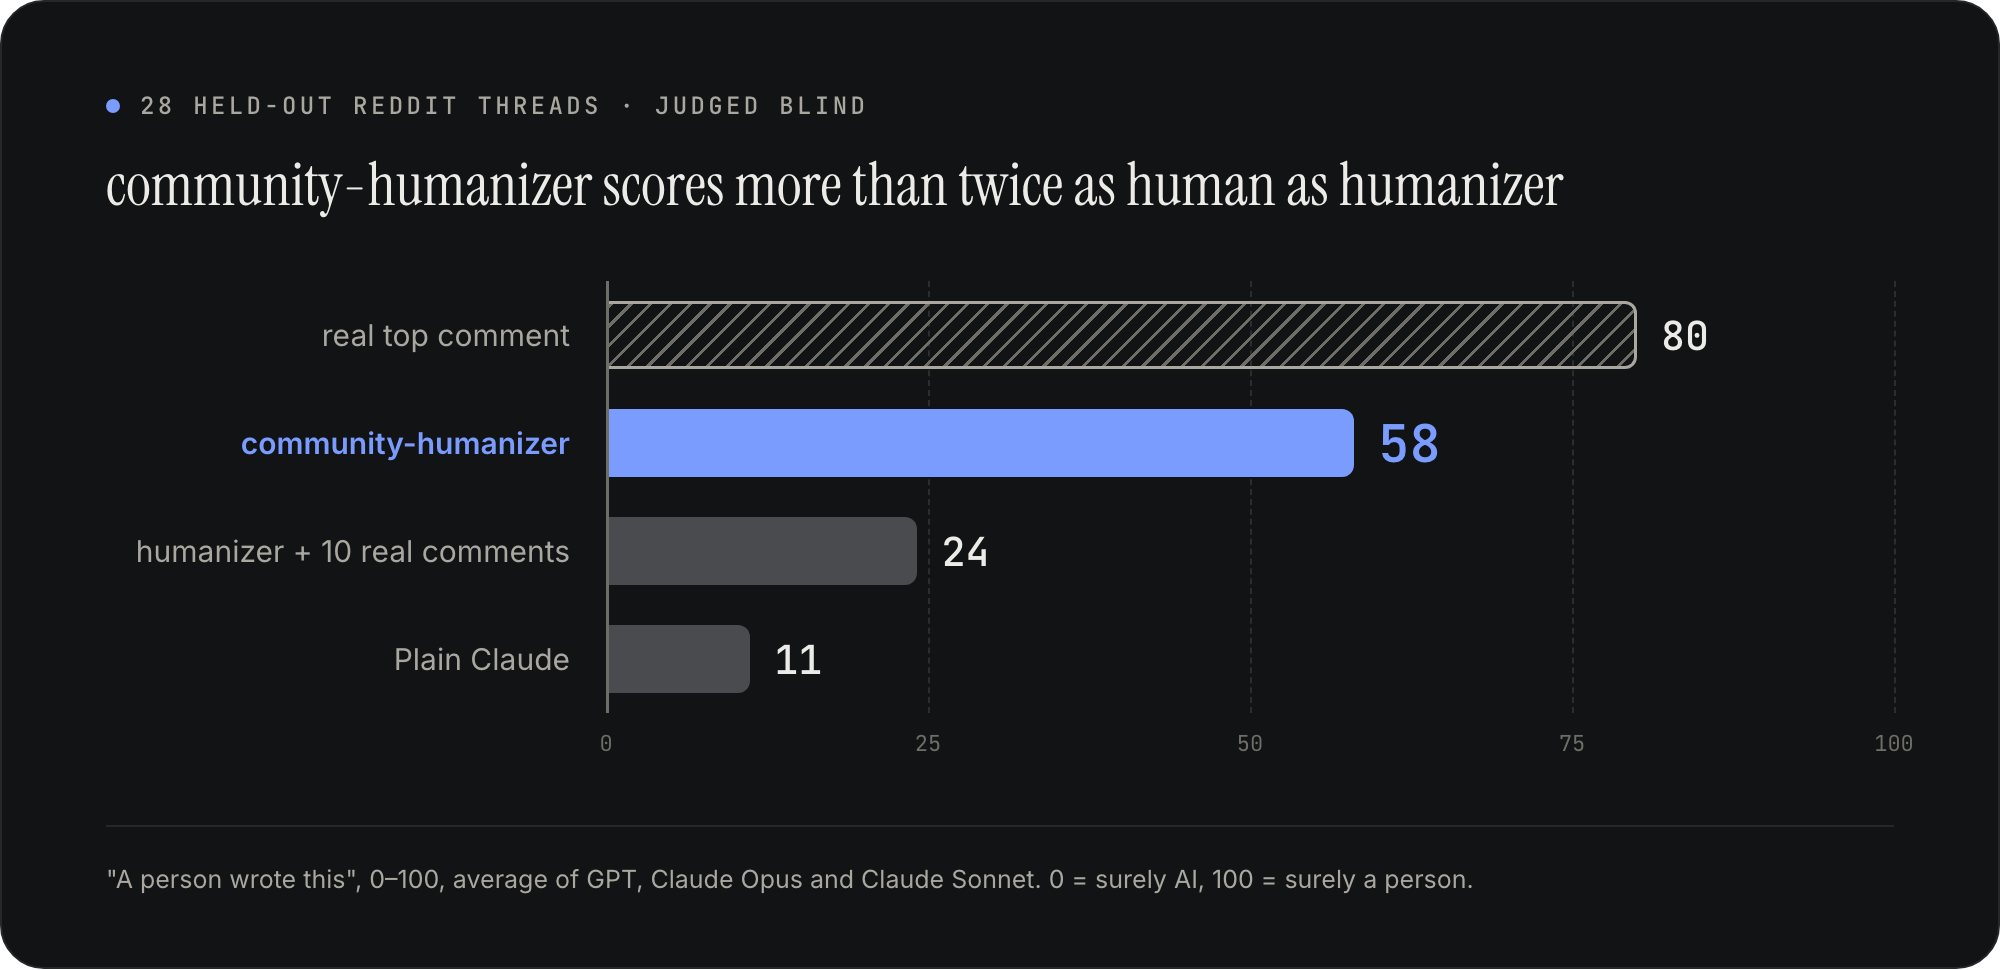 28 HELD-OUT REDDIT THREADS · JUDGED BLIND
community-humanizer scores more than twice as human as humanizer
real top comment 80
community-humanizer 58
humanizer + 10 real comments 24
Plain Claude 11
0 25 50 75 100
"A person wrote this", 0–100, average of GPT, Claude Opus and Claude Sonnet. 0 = surely AI, 100 = surely a person.